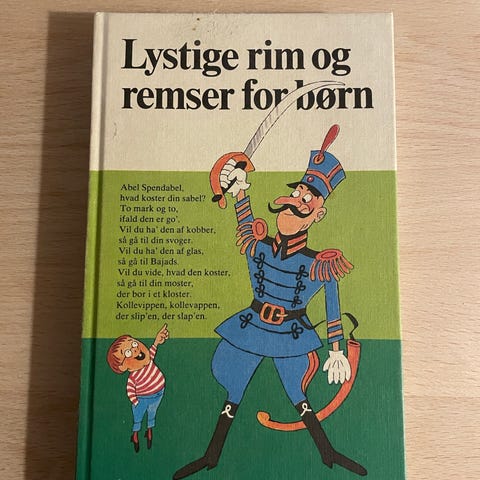 Lystige rim og
remser for børn
Abel Spendabel,
hvad koster din sabel?
To mark og to,
ifald den er go'.
Vil du ha' den af kobber,
så gå til din svoger.
Vil du ha' den af glas,
så gå til Bajads.
Vil du vide, hvad den koster,
så gå til din moster,
der bor i et kloster.
Kollevippen, kollevappen,
der slip'en, der slap'en.